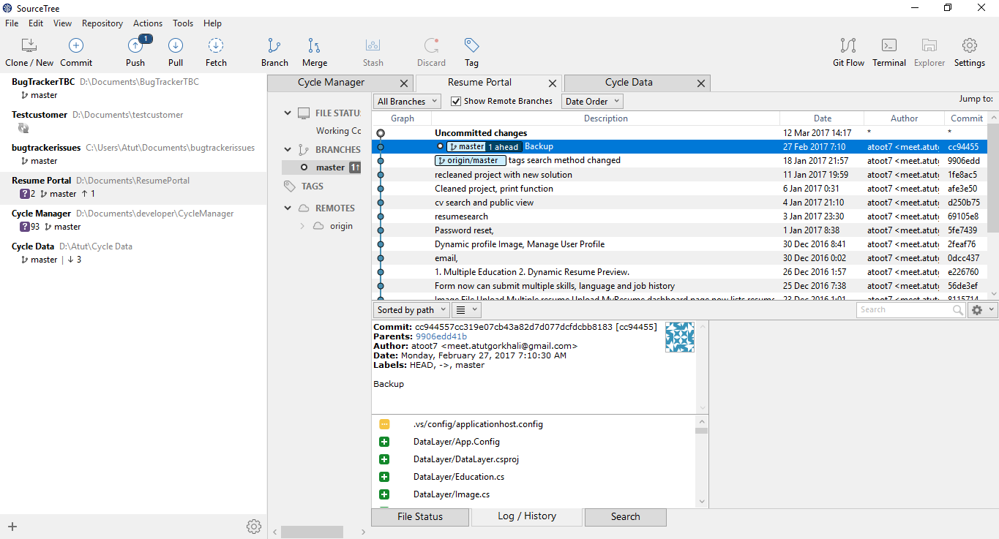 SourceTree
File Edit View Repository Actions Tools Help
1
Clone / New Commit Push Pull Fetch Branch Merge Stash Discard Tag Git Flow Terminal Explorer Settings
BugTrackerTBC D:\Documents\BugTrackerTBC
master
Testcustomer D:\Documents\testcustomer
bugtrackerissues C:\Users\Atut\Documents\bugtrackerissues
master
Resume Portal D:\Documents\ResumePortal
? 2 master ↑ 1
Cycle Manager D:\Documents\developer\CycleManager
? 93 master
Cycle Data D:\Atut\Cycle Data
master | ↓ 3
Cycle Manager Resume Portal Cycle Data
FILE STATU
Working Co
BRANCHES
master 1↑
TAGS
REMOTES
origin
All Branches Show Remote Branches Date Order Jump to:
Graph Description Date Author Commit
Uncommitted changes 12 Mar 2017 14:17 * *
master 1 ahead Backup 27 Feb 2017 7:10 atoot7 <meet.atutg cc94455
origin/master tags search method changed 18 Jan 2017 21:57 atoot7 <meet.atutg 9906edd
recleaned project with new solution 11 Jan 2017 19:59 atoot7 <meet.atutg 1fe8ac5
Cleaned project, print function 6 Jan 2017 0:31 atoot7 <meet.atutg afe3e50
cv search and public view 4 Jan 2017 21:10 atoot7 <meet.atutg d250b75
resumesearch 3 Jan 2017 23:30 atoot7 <meet.atutg 69105e8
Password reset, 1 Jan 2017 8:38 atoot7 <meet.atutg 5fe7439
Dynamic profile Image, Manage User Profile 30 Dec 2016 8:41 atoot7 <meet.atutg 2feaf76
email, 30 Dec 2016 0:02 atoot7 <meet.atutg 0dcc437
1. Multiple Education 2. Dynamic Resume Preview. 26 Dec 2016 1:57 atoot7 <meet.atutg e226760
Form now can submit multiple skills, language and job history 25 Dec 2016 7:38 atoot7 <meet.atutg 56de3ef
Image File Upload Multiple resume Upload MyResume dashboard page now lists resume 23 Dec 2016 1:01 atoot7 <meet.atutg 8115714
Sorted by path Search
Commit: cc944557cc319e07cb43a82d7d077dcfdcbb8183 [cc94455]
Parents: 9906edd41b
Author: atoot7 <meet.atutgorkhali@gmail.com>
Date: Monday, February 27, 2017 7:10:30 AM
Labels: HEAD, ->, master
Backup
.vs/config/applicationhost.config
DataLayer/App.Config
DataLayer/DataLayer.csproj
DataLayer/Education.cs
DataLayer/Image.cs
File Status Log / History Search